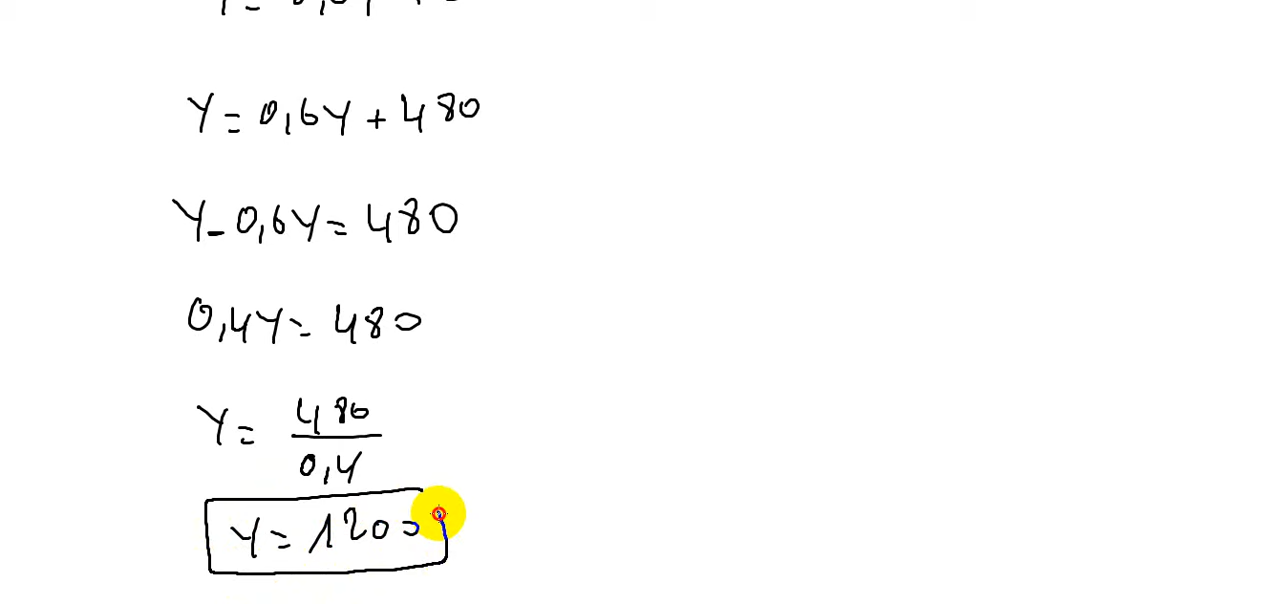 Y = 0,6Y + 480
Y - 0,6Y = 480
0,4Y = 480
Y = 480
0,4
Y = 1200